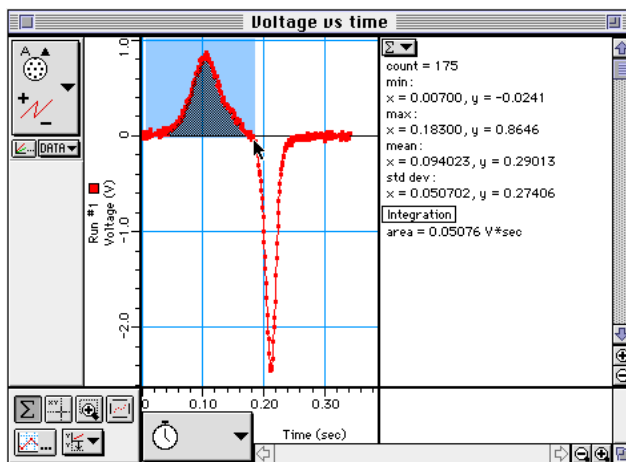 Voltage vs time
A
DATA
Run #1
Voltage (V)
1.0
0
-1.0
-2.0
Σ
count = 175
min:
x = 0.00700, y = -0.0241
max:
x = 0.18300, y = 0.8646
mean:
x = 0.094023, y = 0.29013
std dev:
x = 0.050702, y = 0.27406
Integration
area = 0.05076 V*sec
Σ
XY
0
0.10
0.20
0.30
Time (sec)